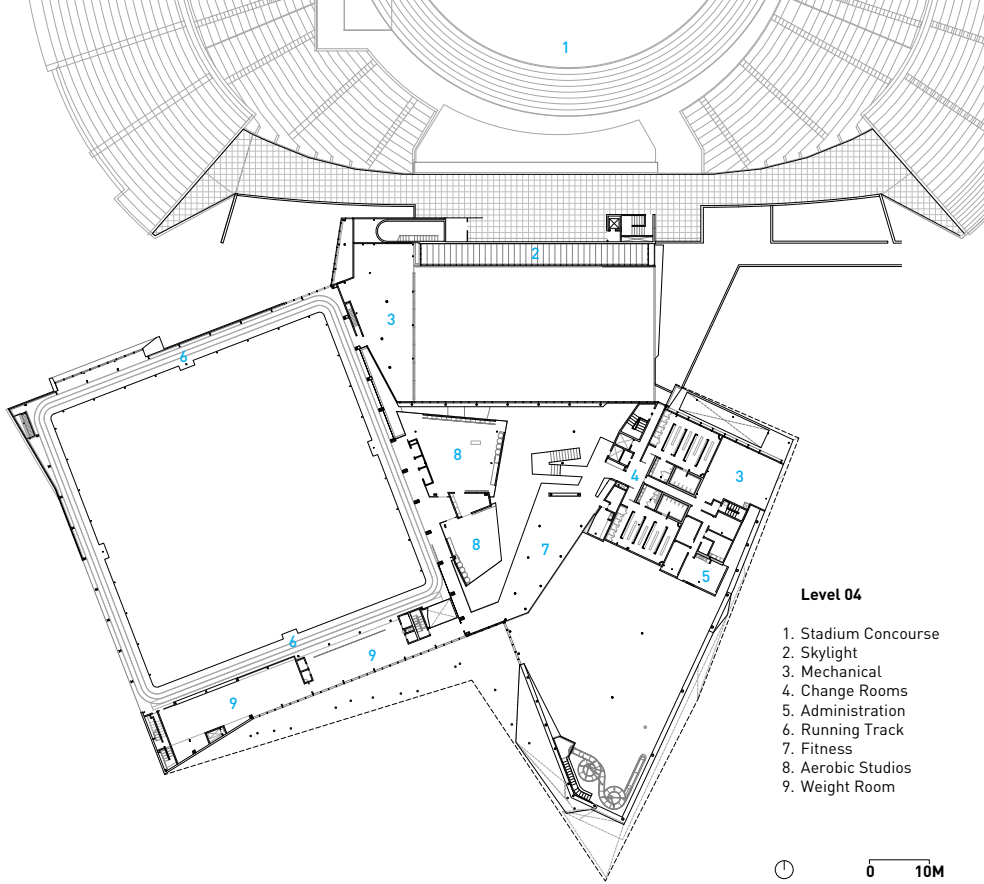 1
2
3
6
8
4
3
8
7
5
6
9
9
Level 04
1. Stadium Concourse
2. Skylight
3. Mechanical
4. Change Rooms
5. Administration
6. Running Track
7. Fitness
8. Aerobic Studios
9. Weight Room
0 10M